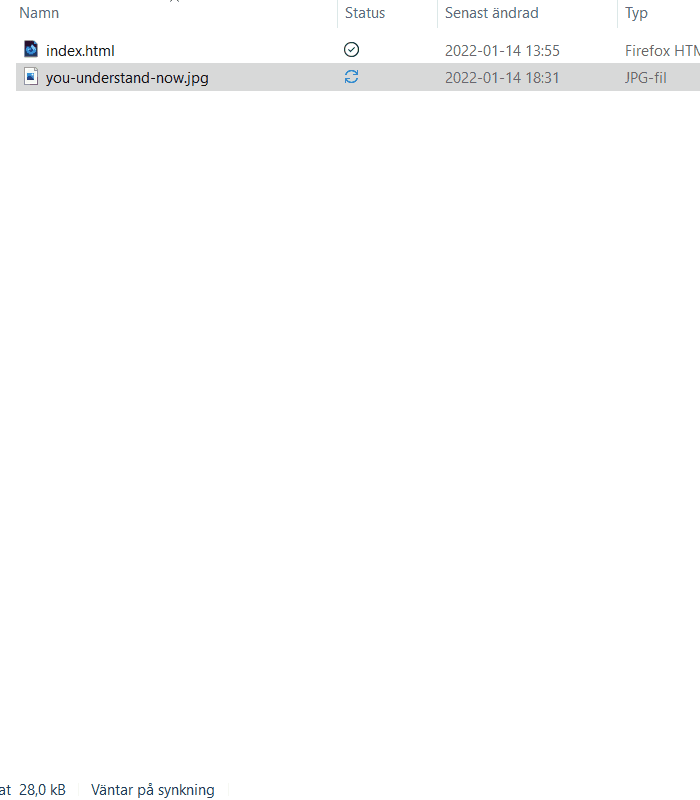 Namn Status Senast ändrad Typ
index.html 2022-01-14 13:55 Firefox HTM
you-understand-now.jpg 2022-01-14 18:31 JPG-fil
at 28,0 kB Väntar på synkning